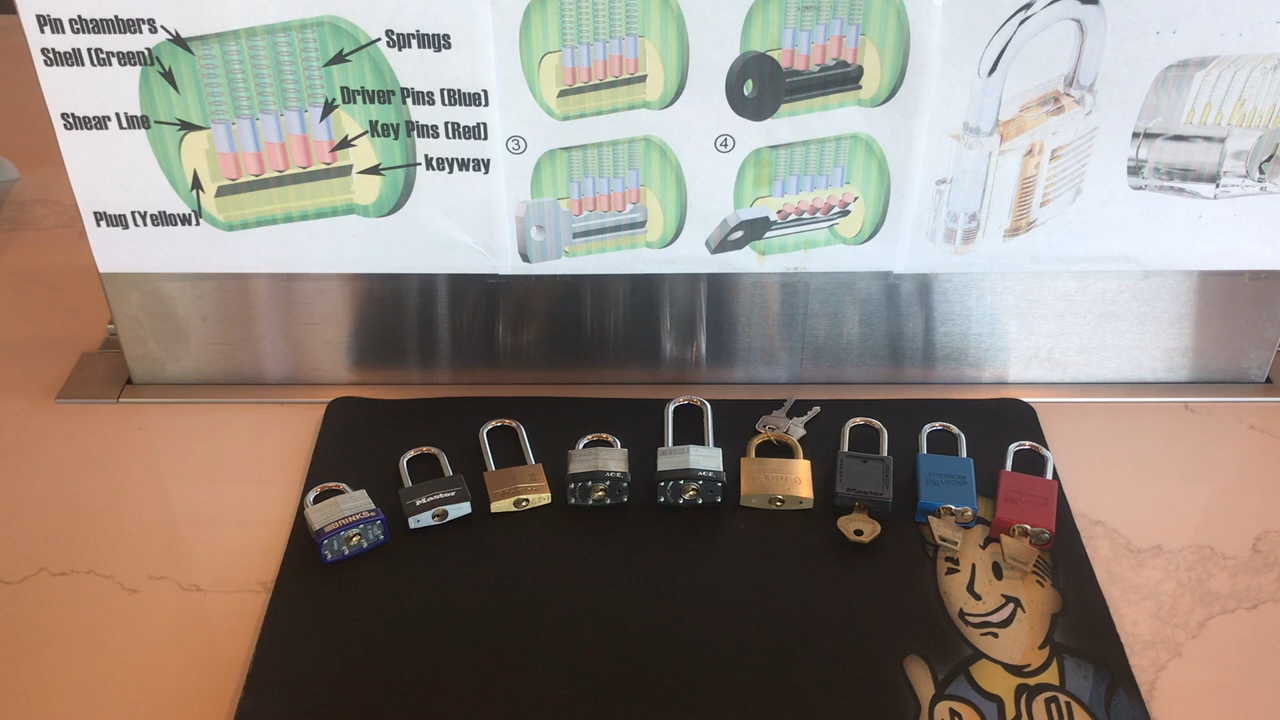 Pin chambers
Shell (Green)
Shear Line
Plug (Yellow)
Springs
Driver Pins (Blue)
Key Pins (Red)
keyway
3
4
BRINKS
Master
ACE
ACE
Master